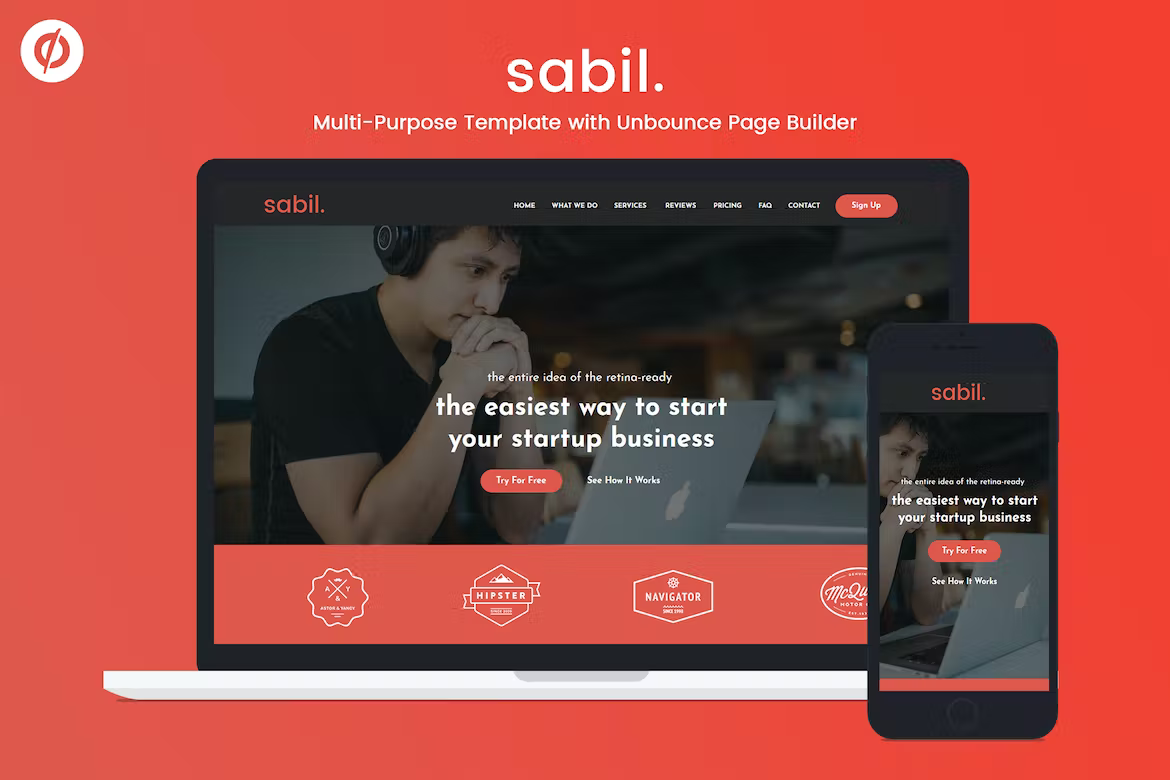 sabil.
Multi-Purpose Template with Unbounce Page Builder
sabil.
HOME WHAT WE DO SERVICES REVIEWS PRICING FAQ CONTACT Sign Up
the entire idea of the retina-ready
the easiest way to start
your startup business
Try For Free See How It Works
A Y
&
ASTOR & YANCY
HIPSTER
SINCE 2000
NAVIGATOR
SINCE 1995
MOTOR
sabil.
the entire idea of the retina-ready
the easiest way to start
your startup business
Try For Free
See How It Works